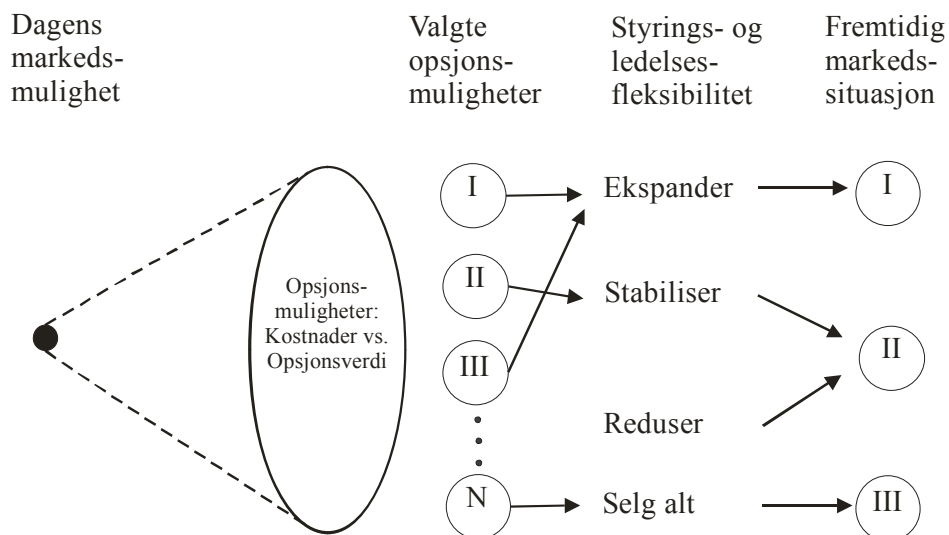 Dagens
markeds-
mulighet
Valgte
opsjons-
muligheter
Styrings- og
ledelses-
fleksibilitet
Fremtidig
markeds-
situasjon
Opsjons-
muligheter:
Kostnader vs.
Opsjonsverdi
I
Ekspander
I
II
Stabiliser
II
III
Reduser
N
Selg alt
III